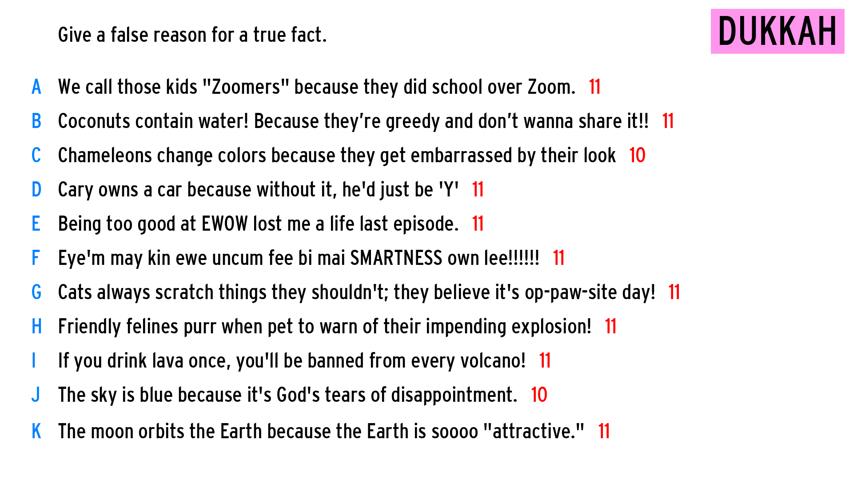 Give a false reason for a true fact.
DUKKAH
A We call those kids "Zoomers" because they did school over Zoom. 11
B Coconuts contain water! Because they’re greedy and don’t wanna share it!! 11
C Chameleons change colors because they get embarrassed by their look 10
D Cary owns a car because without it, he'd just be 'Y' 11
E Being too good at EWOW lost me a life last episode. 11
F Eye'm may kin ewe uncum fee bi mai SMARTNESS own lee!!!!!! 11
G Cats always scratch things they shouldn't; they believe it's op-paw-site day! 11
H Friendly felines purr when pet to warn of their impending explosion! 11
I If you drink lava once, you'll be banned from every volcano! 11
J The sky is blue because it's God's tears of disappointment. 10
K The moon orbits the Earth because the Earth is soooo "attractive." 11